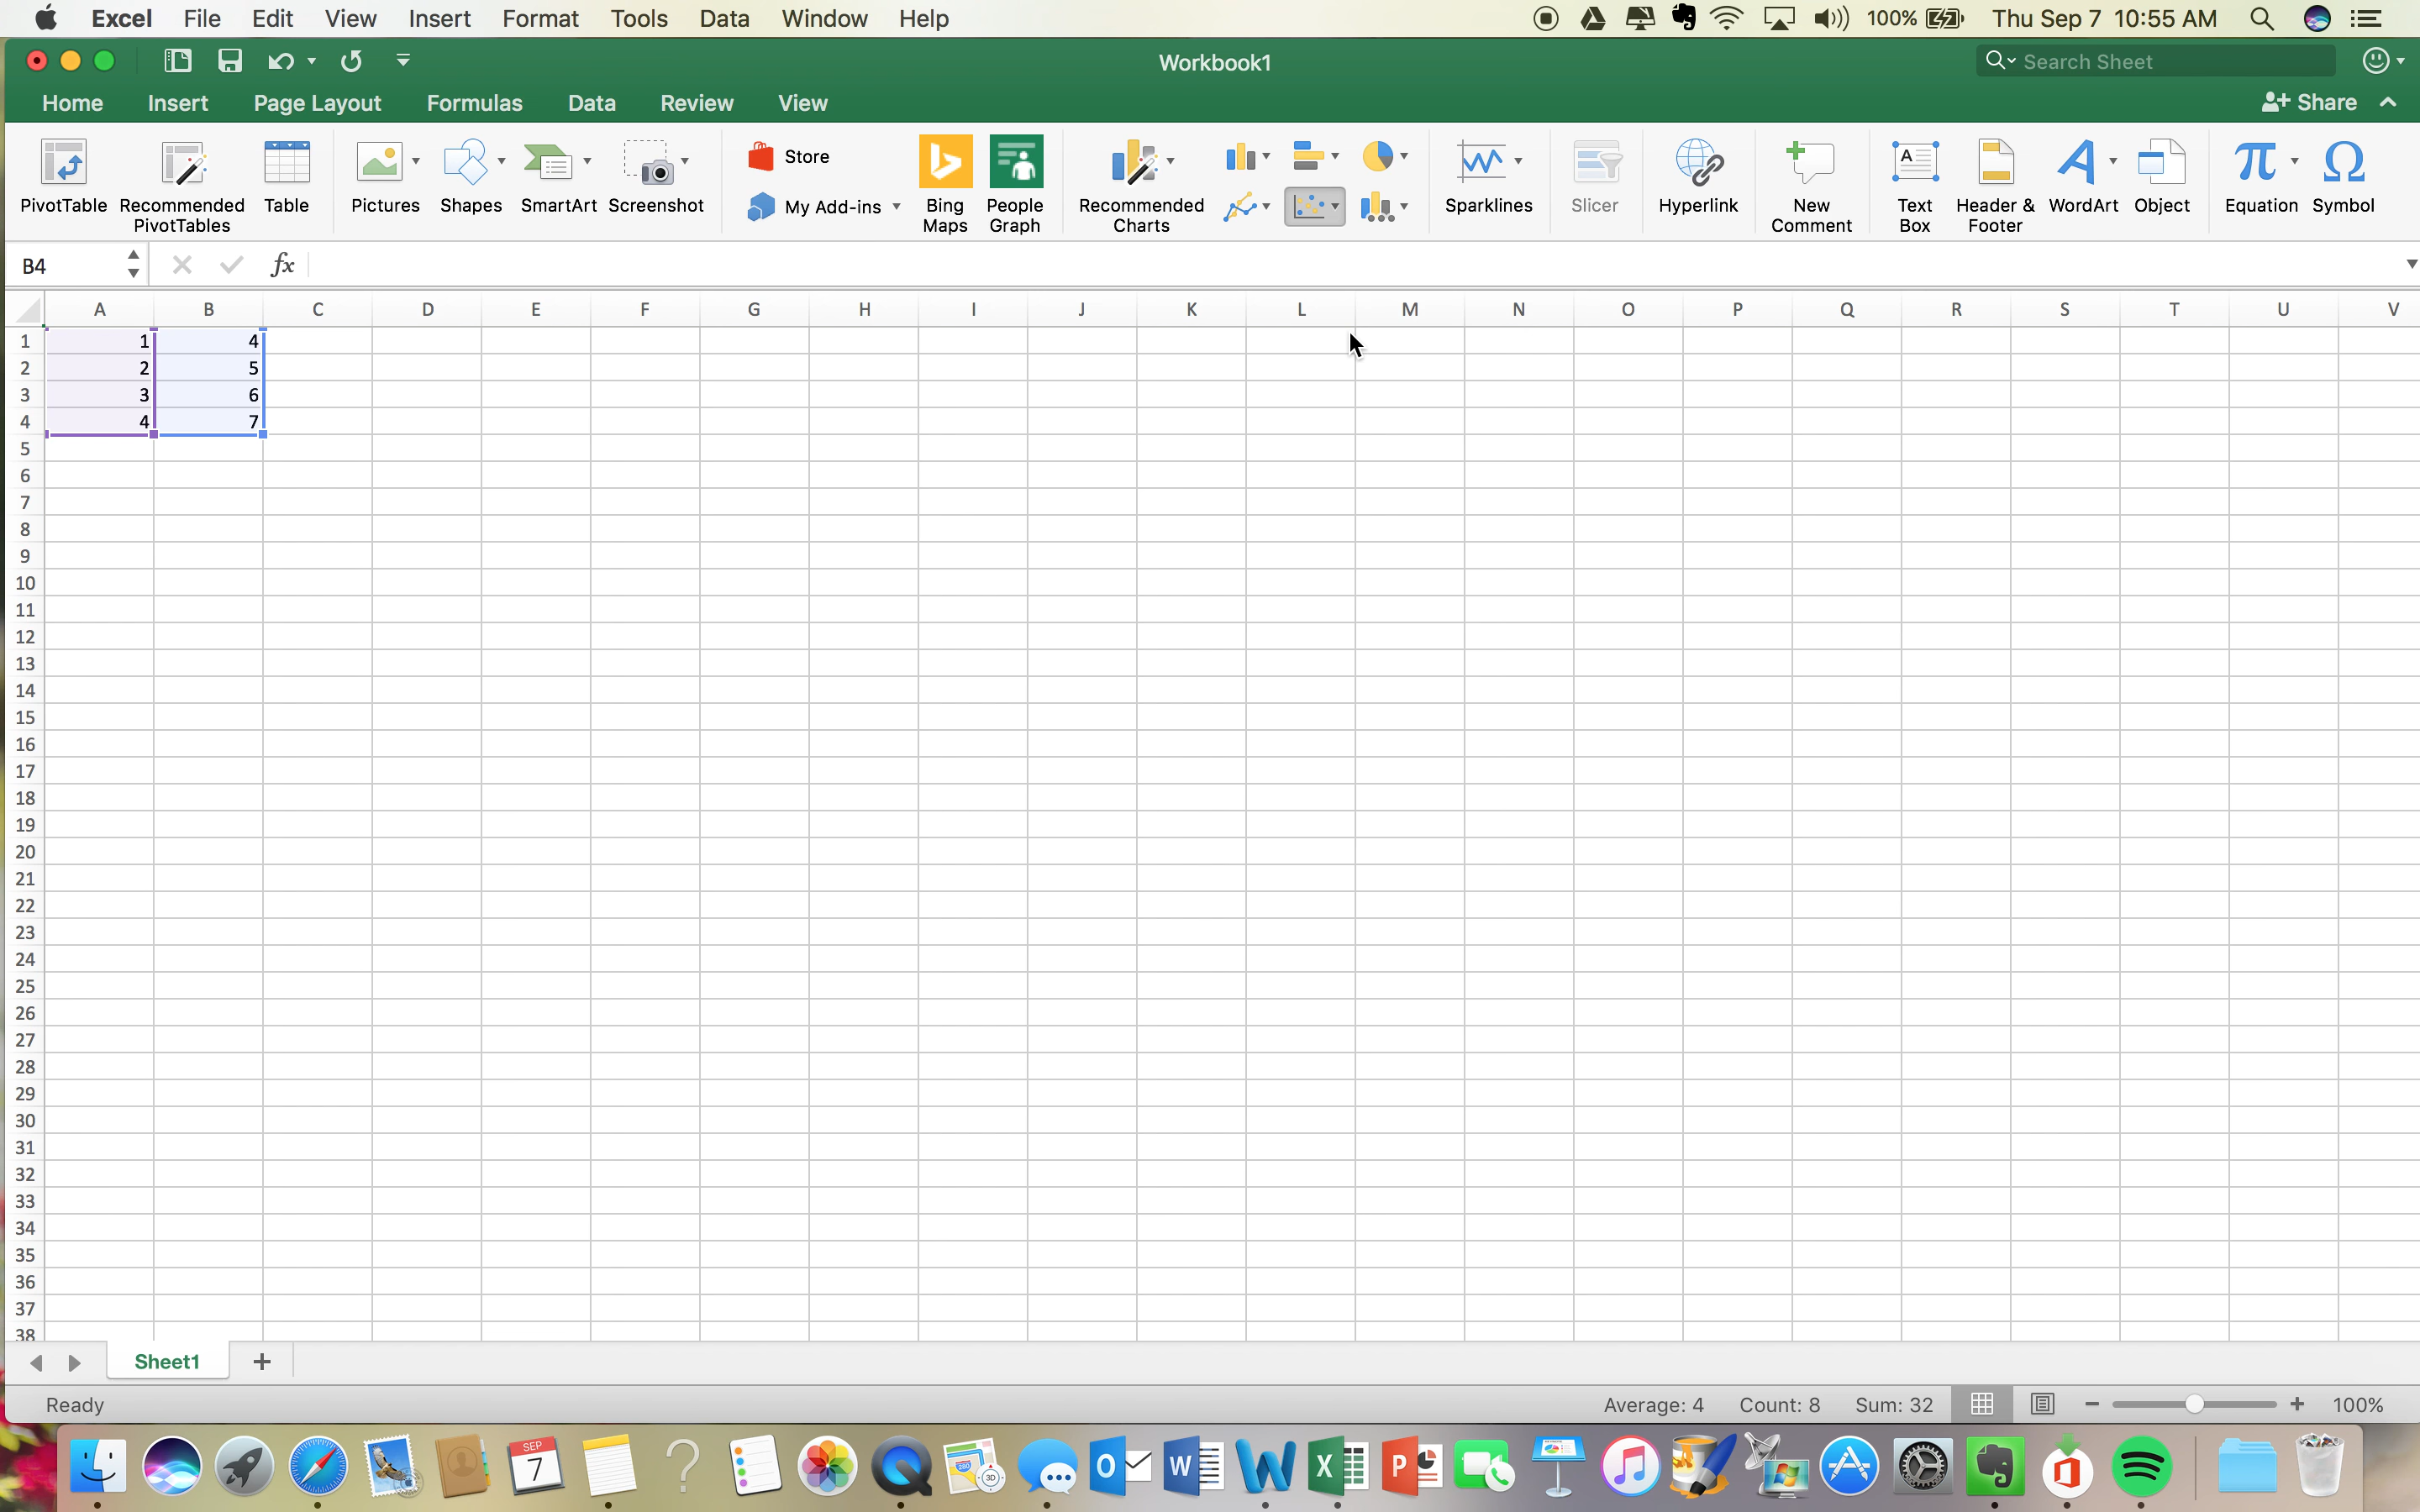 Excel File Edit View Insert Format Tools Data Window Help 100% Thu Sep 7 10:55 AM
Workbook1 Search Sheet
Home Insert Page Layout Formulas Data Review View Share
Store
PivotTable Recommended PivotTables Table Pictures Shapes SmartArt Screenshot My Add-ins Bing Maps People Graph Recommended Charts Sparklines Slicer Hyperlink New Comment Text Box Header & Footer WordArt Object Equation Symbol
B4 fx
A B C D E F G H I J K L M N O P Q R S T U V
1 1 4
2 2 5
3 3 6
4 4 7
5
6
7
8
9
10
11
12
13
14
15
16
17
18
19
20
21
22
23
24
25
26
27
28
29
30
31
32
33
34
35
36
37
38
Sheet1
Ready Average: 4 Count: 8 Sum: 32 100%
SEP
7